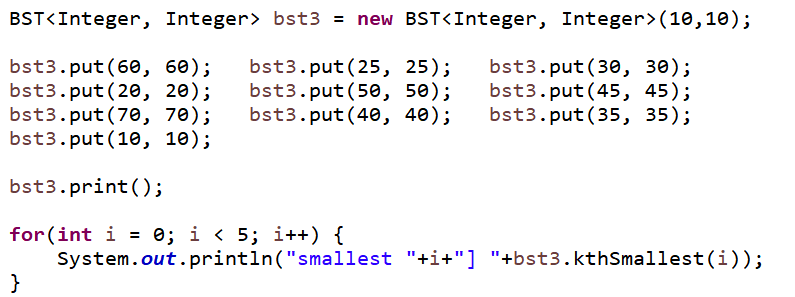 BST<Integer, Integer> bst3 = new BST<Integer, Integer>(10,10);
bst3.put(60, 60);   bst3.put(25, 25);   bst3.put(30, 30);
bst3.put(20, 20);   bst3.put(50, 50);   bst3.put(45, 45);
bst3.put(70, 70);   bst3.put(40, 40);   bst3.put(35, 35);
bst3.put(10, 10);
bst3.print();
for(int i = 0; i < 5; i++) {
    System.out.println("smallest "+i+"] "+bst3.kthSmallest(i));
}